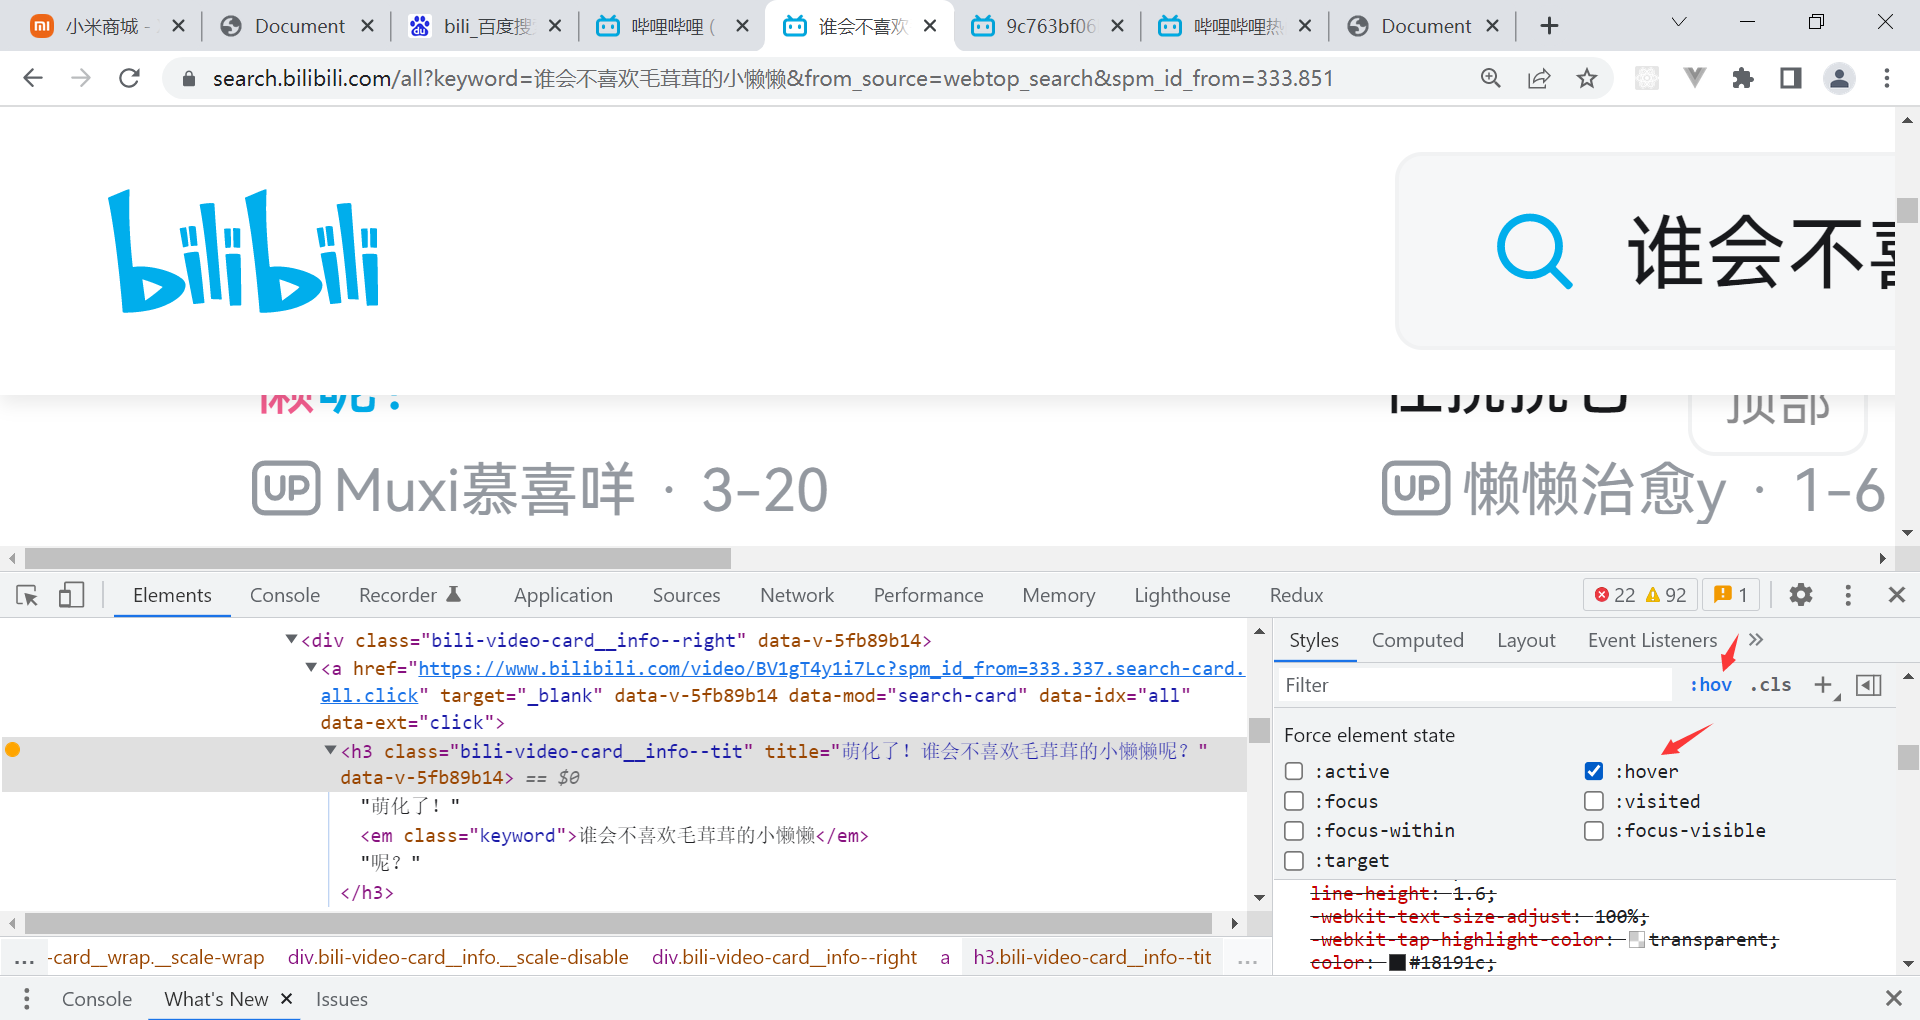 小米商城 -
Document
bili_百度搜
哔哩哔哩 (
谁会不喜欢
9c763bf06
哔哩哔哩热
Document
search.bilibili.com/all?keyword=谁会不喜欢毛茸茸的小懒懒&from_source=webtop_search&spm_id_from=333.851
bilibili
谁会不喜
懒呢？
顶部
UP Muxi慕喜咩 · 3-20
UP 懒懒治愈y · 1-6
Elements Console Recorder Application Sources Network Performance Memory Lighthouse Redux 22 92 1
<div class="bili-video-card__info--right" data-v-5fb89b14>
<a href="https://www.bilibili.com/video/BV1gT4y1i7Lc?spm_id_from=333.337.search-card.
all.click" target="_blank" data-v-5fb89b14 data-mod="search-card" data-idx="all"
data-ext="click">
<h3 class="bili-video-card__info--tit" title="萌化了！谁会不喜欢毛茸茸的小懒懒呢？"
data-v-5fb89b14> == $0
"萌化了！"
<em class="keyword">谁会不喜欢毛茸茸的小懒懒</em>
"呢？"
</h3>
... -card__wrap.__scale-wrap div.bili-video-card__info.__scale-disable div.bili-video-card__info--right a h3.bili-video-card__info--tit ...
Styles Computed Layout Event Listeners
Filter :hov .cls
Force element state
:active :hover
:focus :visited
:focus-within :focus-visible
:target
line-height: 1.6;
-webkit-text-size-adjust: 100%;
-webkit-tap-highlight-color: transparent;
color: #18191c;
Console What's New Issues